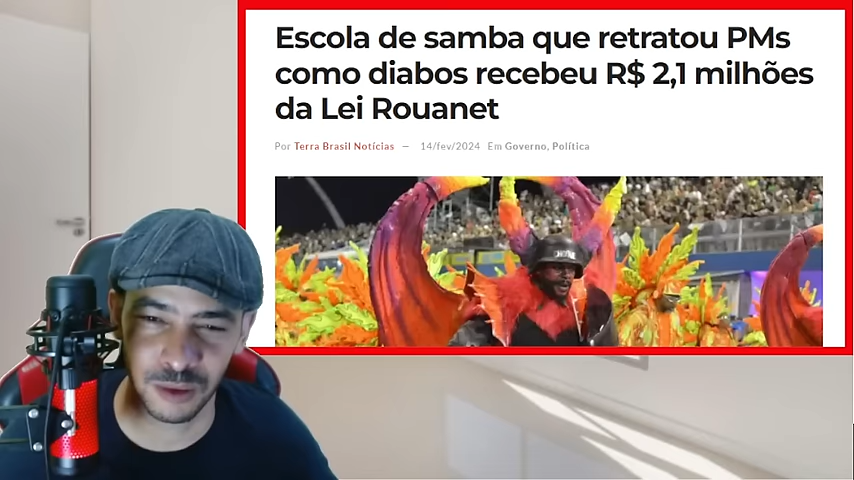 Escola de samba que retratou PMs
como diabos recebeu R$ 2,1 milhões
da Lei Rouanet
Por Terra Brasil Notícias — 14/fev/2024 Em Governo, Política